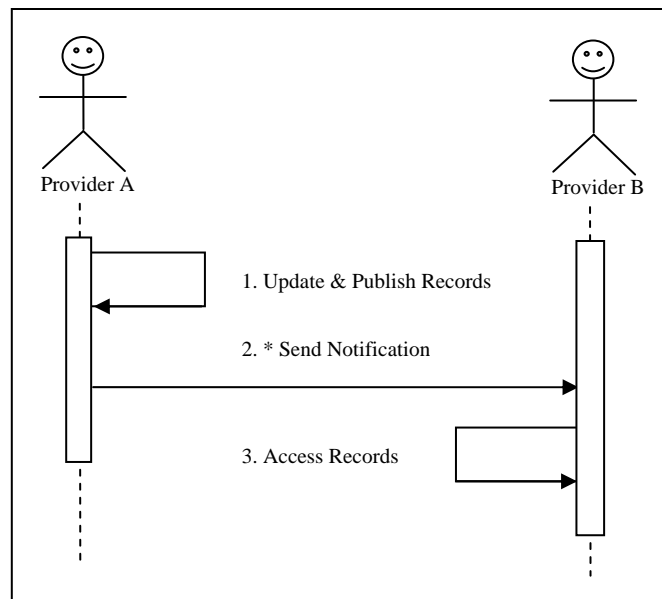 Provider A
Provider B
1. Update & Publish Records
2. * Send Notification
3. Access Records